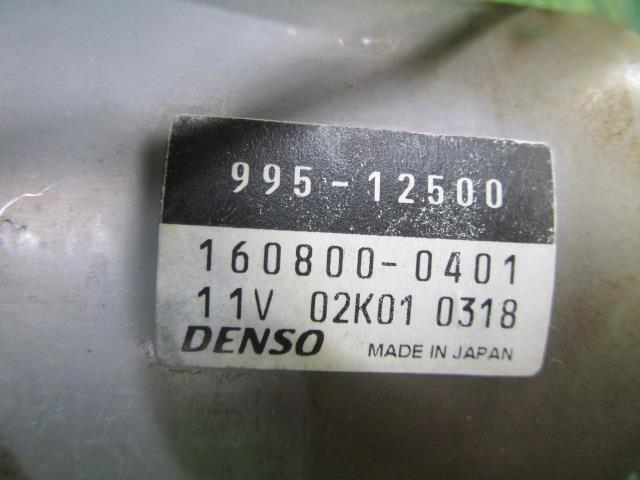 995-12500
160800-0401
11V 02K01 0318
DENSO MADE IN JAPAN